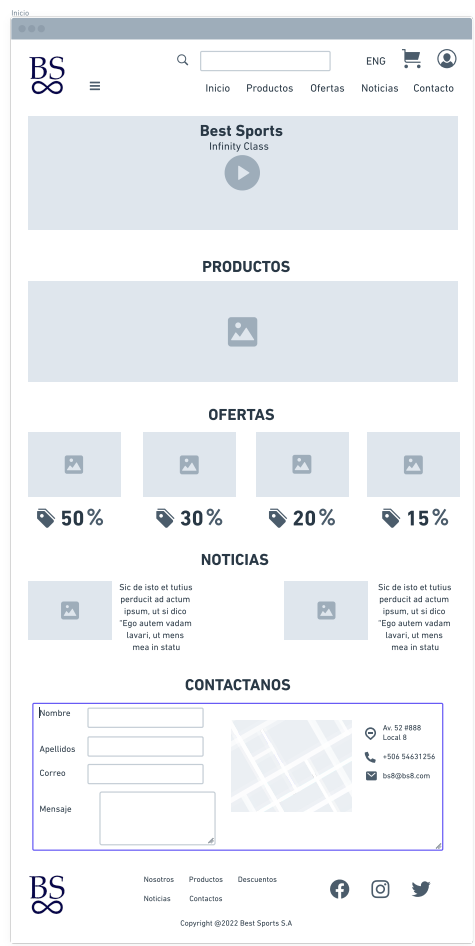 Inicio
BS
ENG
Inicio Productos Ofertas Noticias Contacto
Best Sports
Infinity Class
PRODUCTOS
OFERTAS
50% 30% 20% 15%
NOTICIAS
Sic de isto et tutius
perducit ad actum
ipsum, ut si dico
"Ego autem vadam
lavari, ut mens
mea in statu
Sic de isto et tutius
perducit ad actum
ipsum, ut si dico
"Ego autem vadam
lavari, ut mens
mea in statu
CONTACTANOS
Nombre
Apellidos
Correo
Mensaje
Av. 52 #888
Local 8
+506 54631256
bs8@bs8.com
BS
Nosotros Productos Descuentos
Noticias Contactos
Copyright @2022 Best Sports S.A